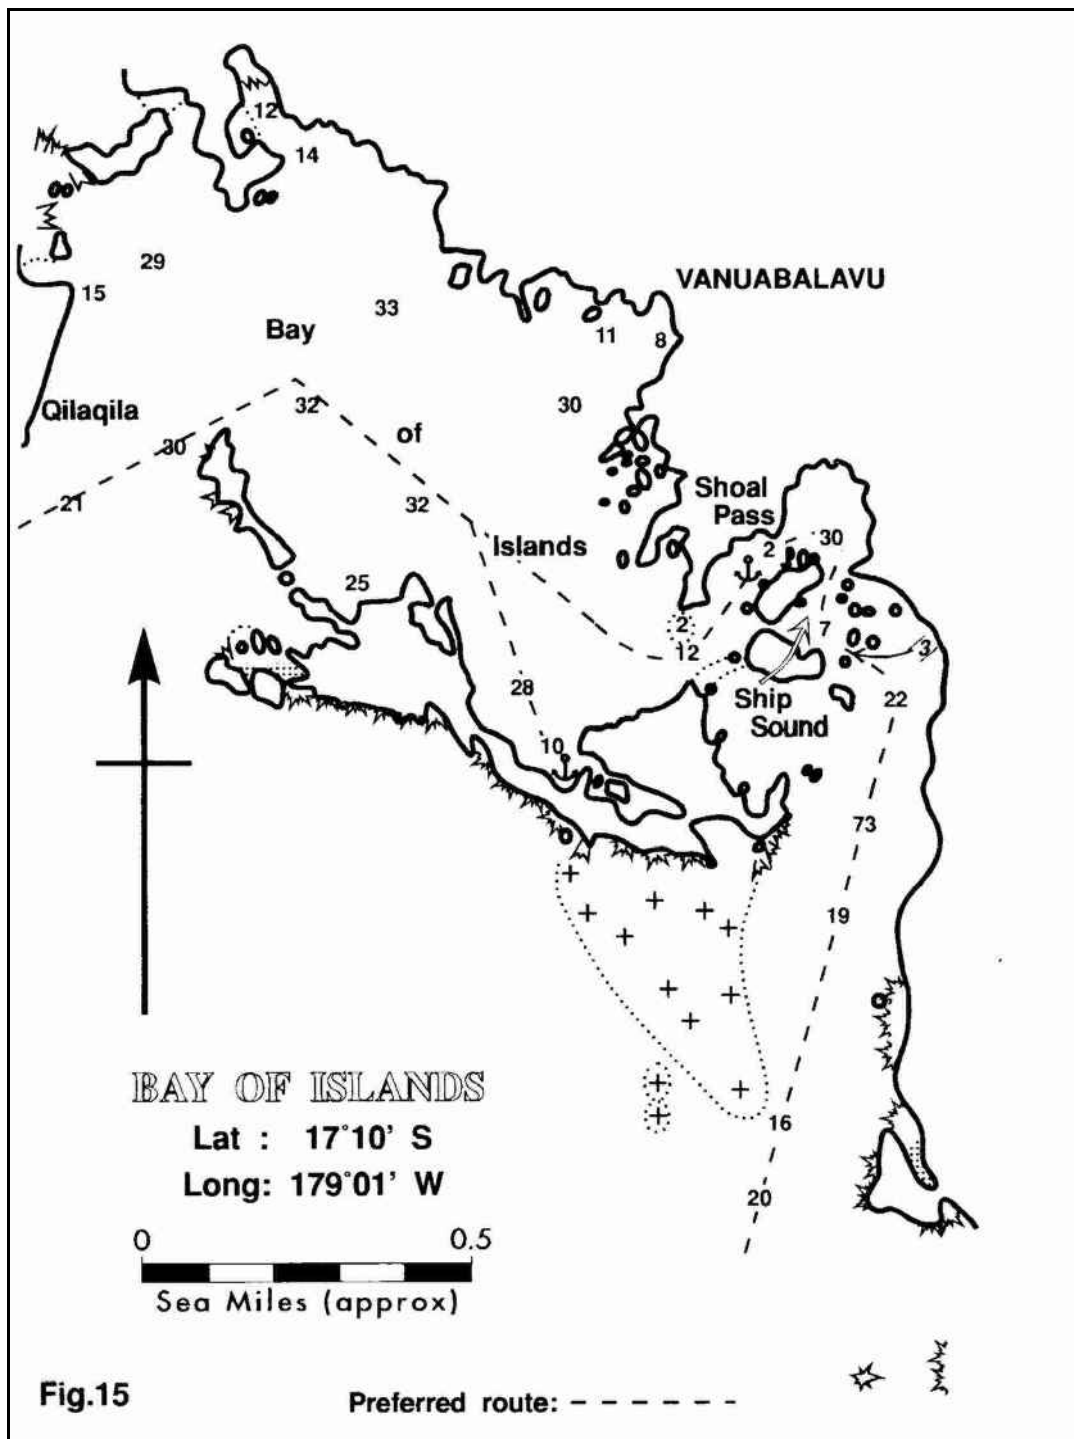 12
14
29
15
33
VANUABALAVU
Bay
11
8
Qilaqila
32
30
of
30
21
32
Shoal
Pass
Islands
2
30
25
2
7
12
3
28
Ship
Sound
22
10
73
19
BAY OF ISLANDS
16
Lat : 17°10' S
Long: 179°01' W
20
0 0.5
Sea Miles (approx)
Fig.15
Preferred route: